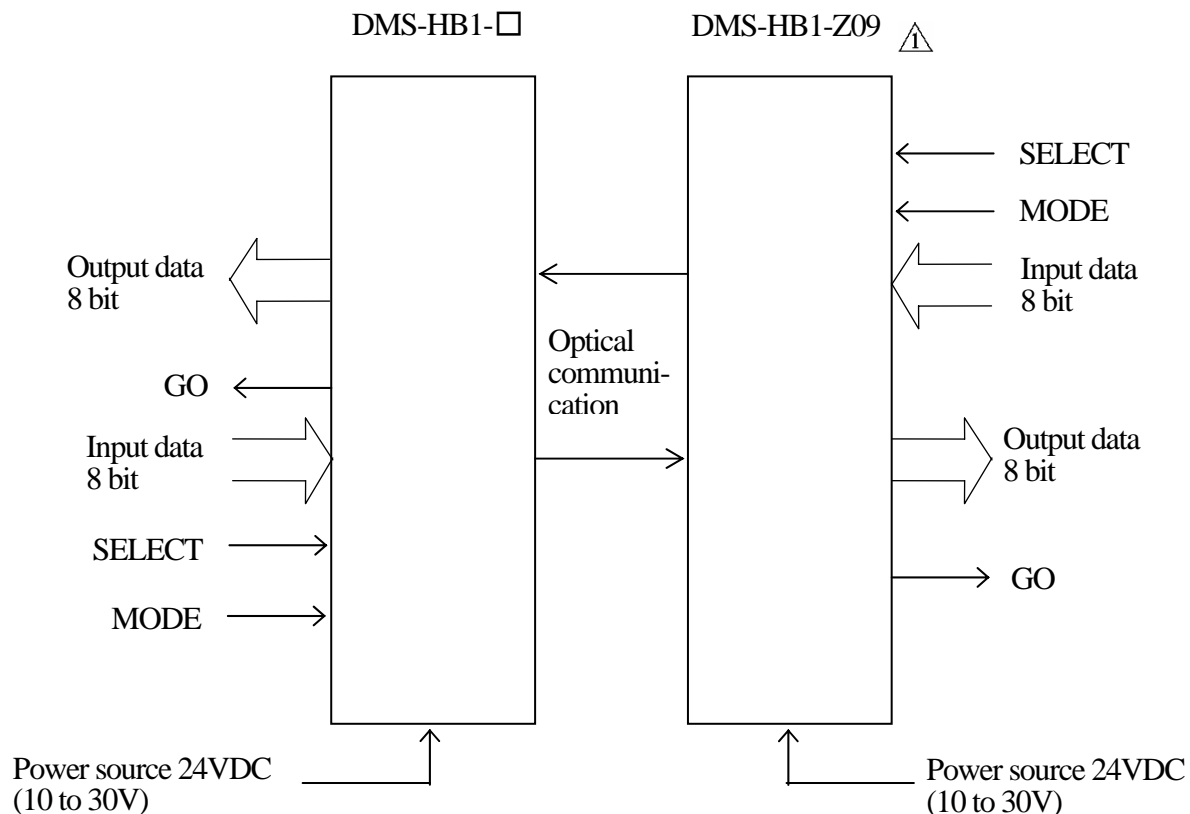 DMS-HB1-□
DMS-HB1-Z09
1
SELECT
MODE
Output data
8 bit
Input data
8 bit
Optical
communi-
cation
GO
Input data
8 bit
Output data
8 bit
SELECT
GO
MODE
Power source 24VDC
(10 to 30V)
Power source 24VDC
(10 to 30V)